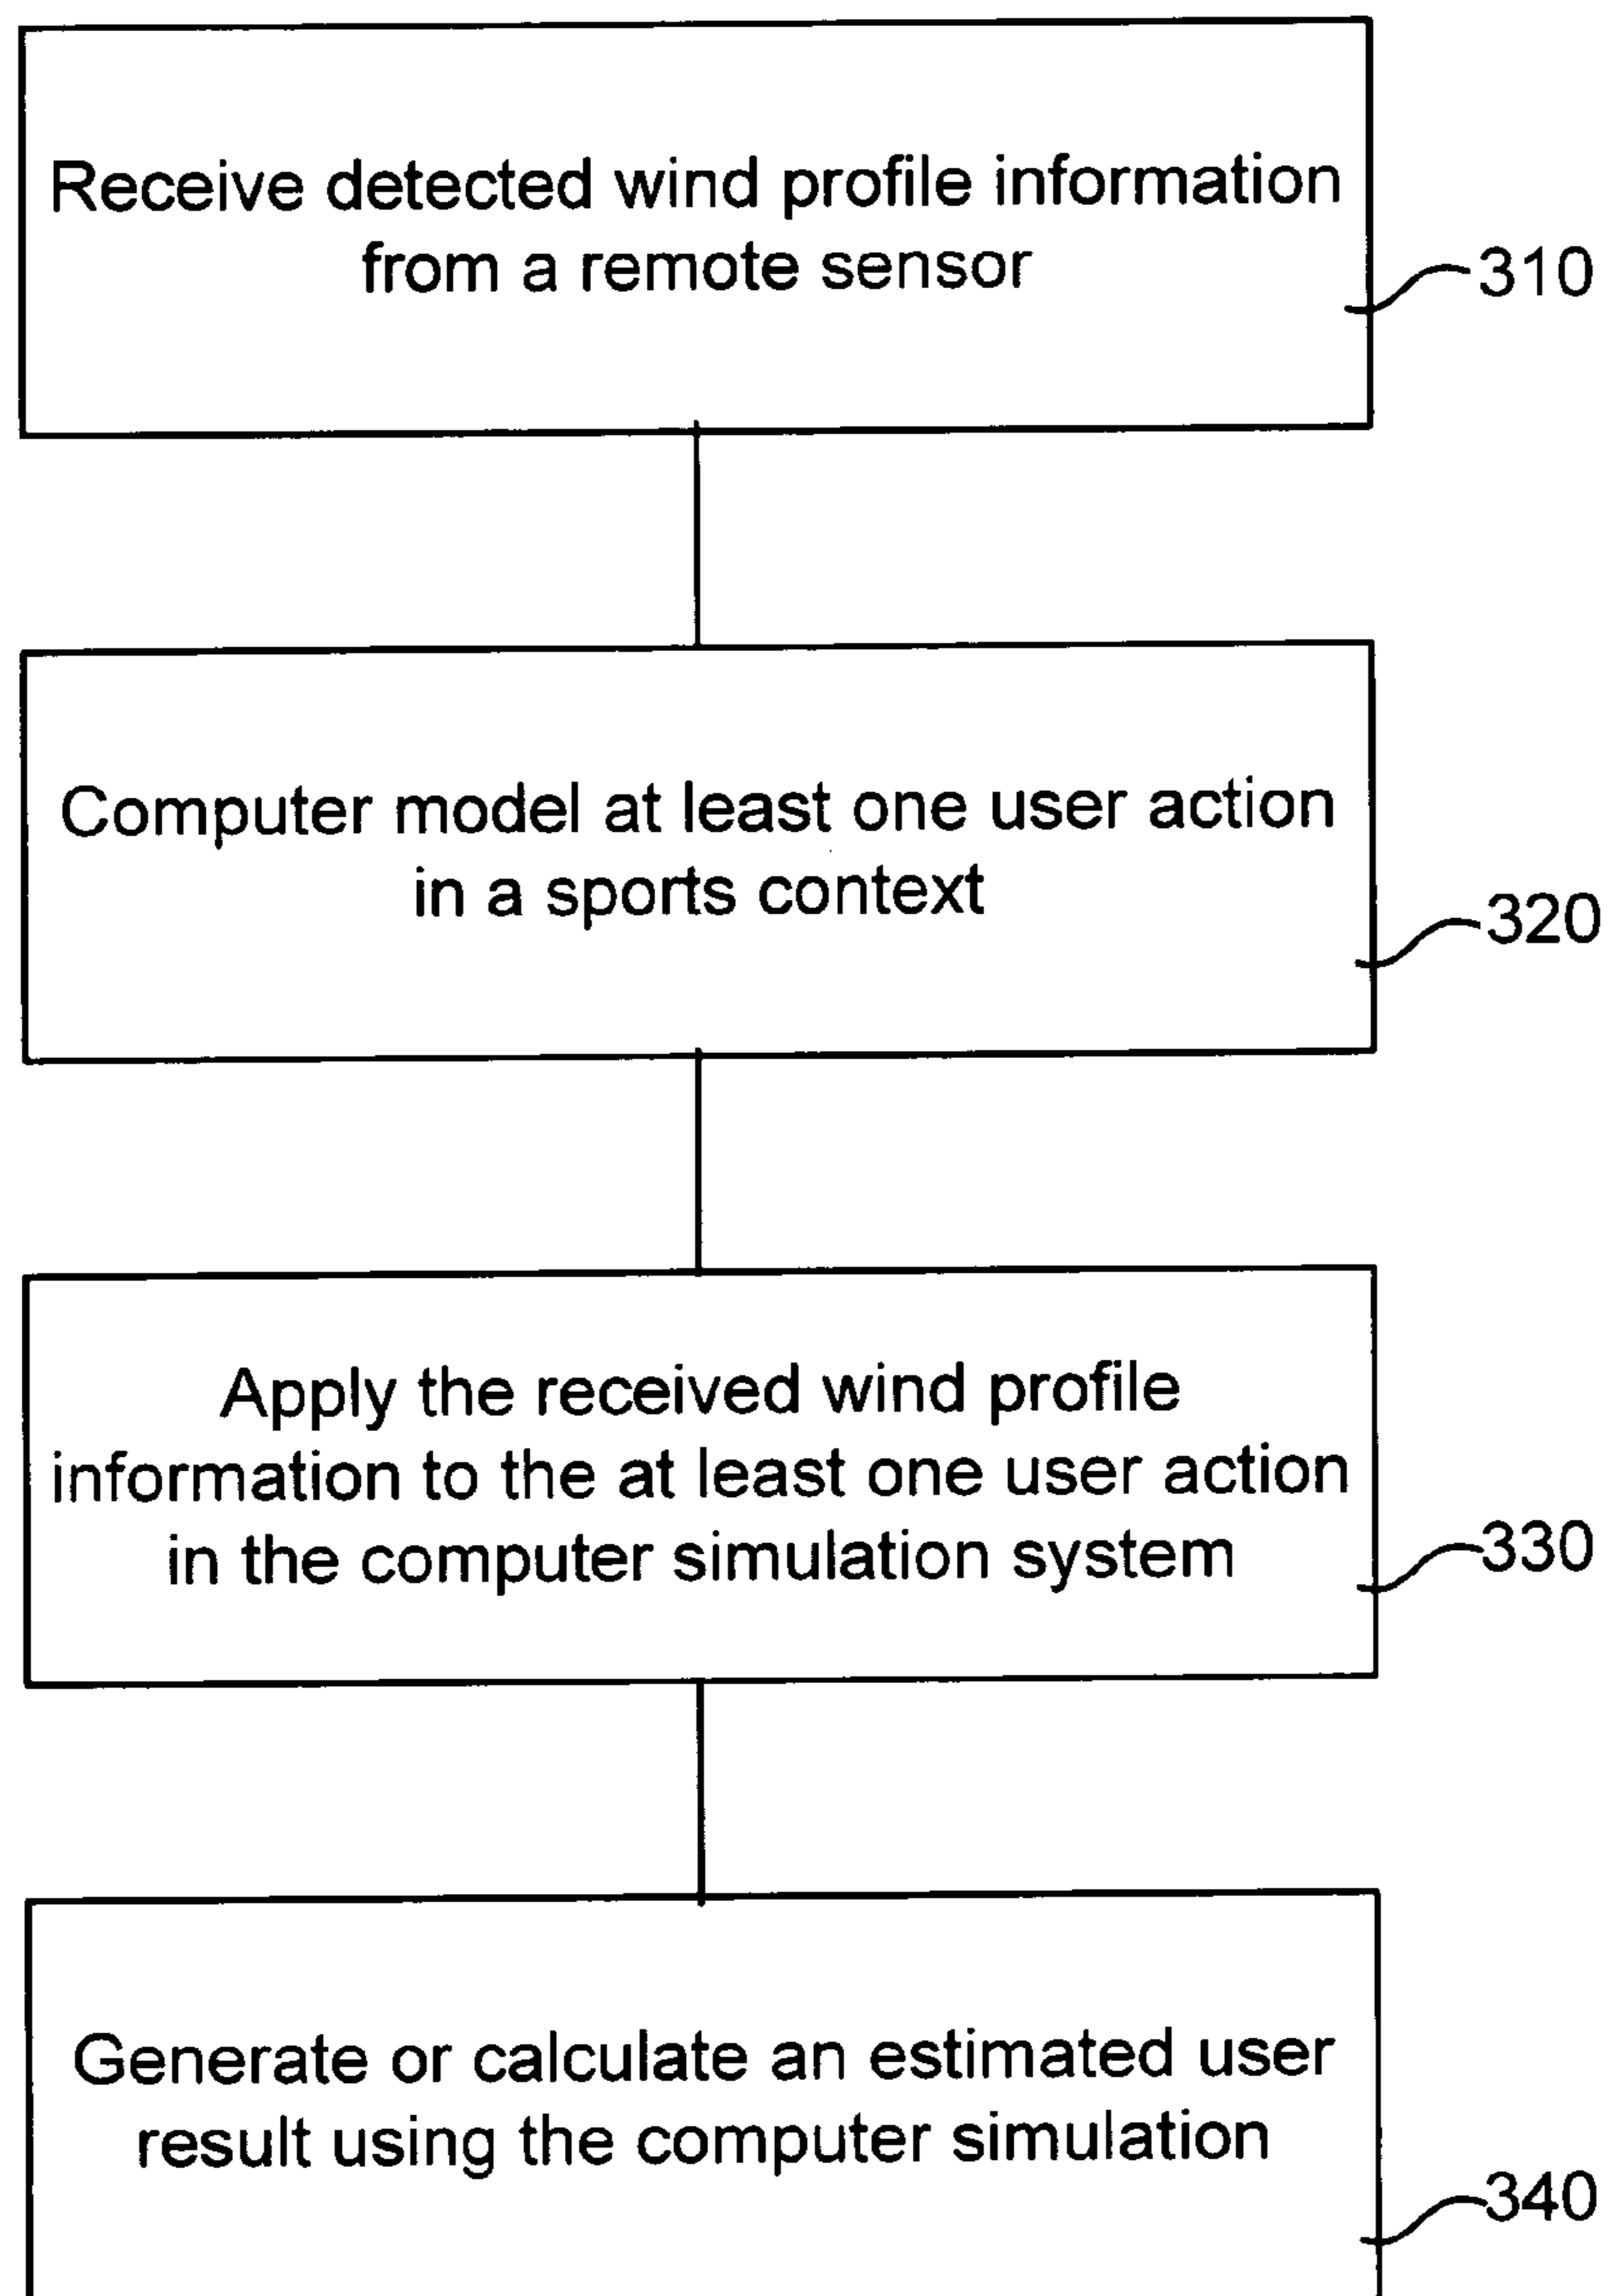 Receive detected wind profile information
from a remote sensor
310
Computer model at least one user action
in a sports context
320
Apply the received wind profile
information to the at least one user action
in the computer simulation system
330
Generate or calculate an estimated user
result using the computer simulation
340